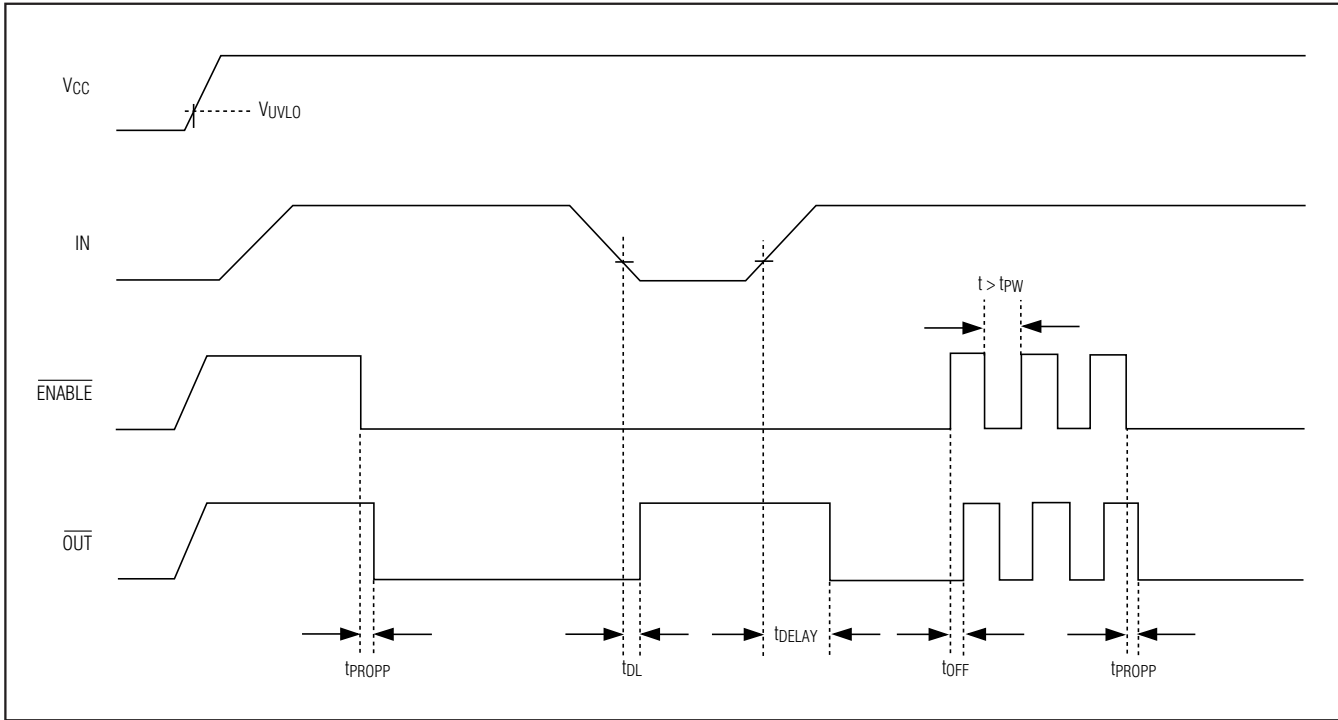 VCC
VUVLO
IN
t > tPW
ENABLE
OUT
tDELAY
tPROPP
tDL
tOFF
tPROPP